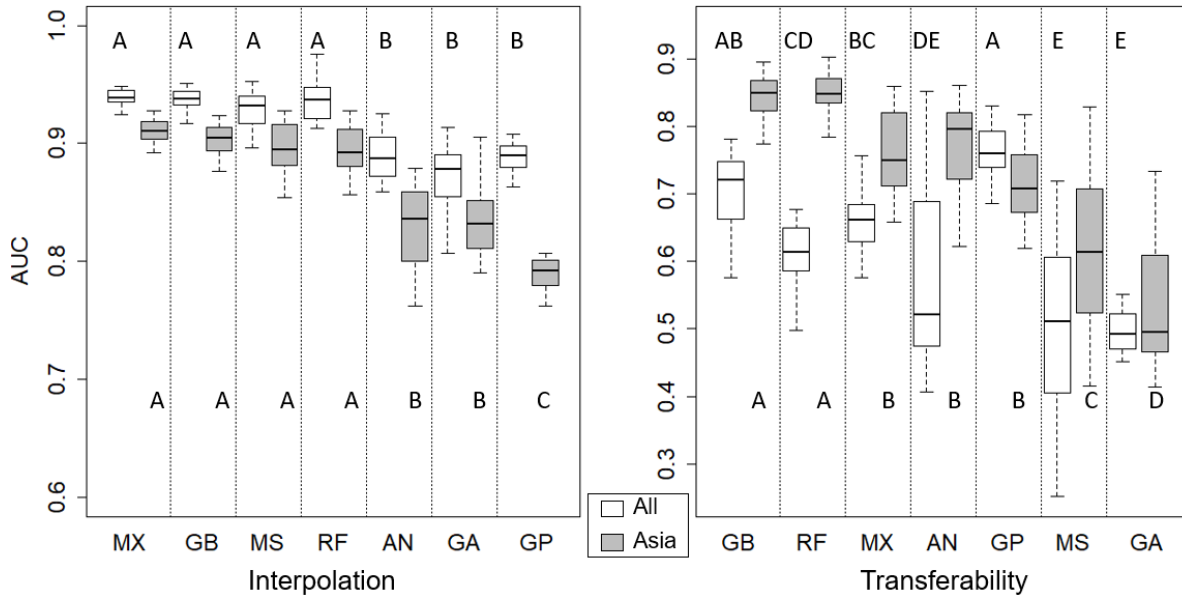 A A A A B B B
1.0
0.9
0.8
0.7
0.6
AUC
A A A A B B C
MX GB MS RF AN GA GP
Interpolation
All
Asia
AB CD BC DE A E E
0.9
0.8
0.7
0.6
0.5
0.4
0.3
A A B B B C D
GB RF MX AN GP MS GA
Transferability